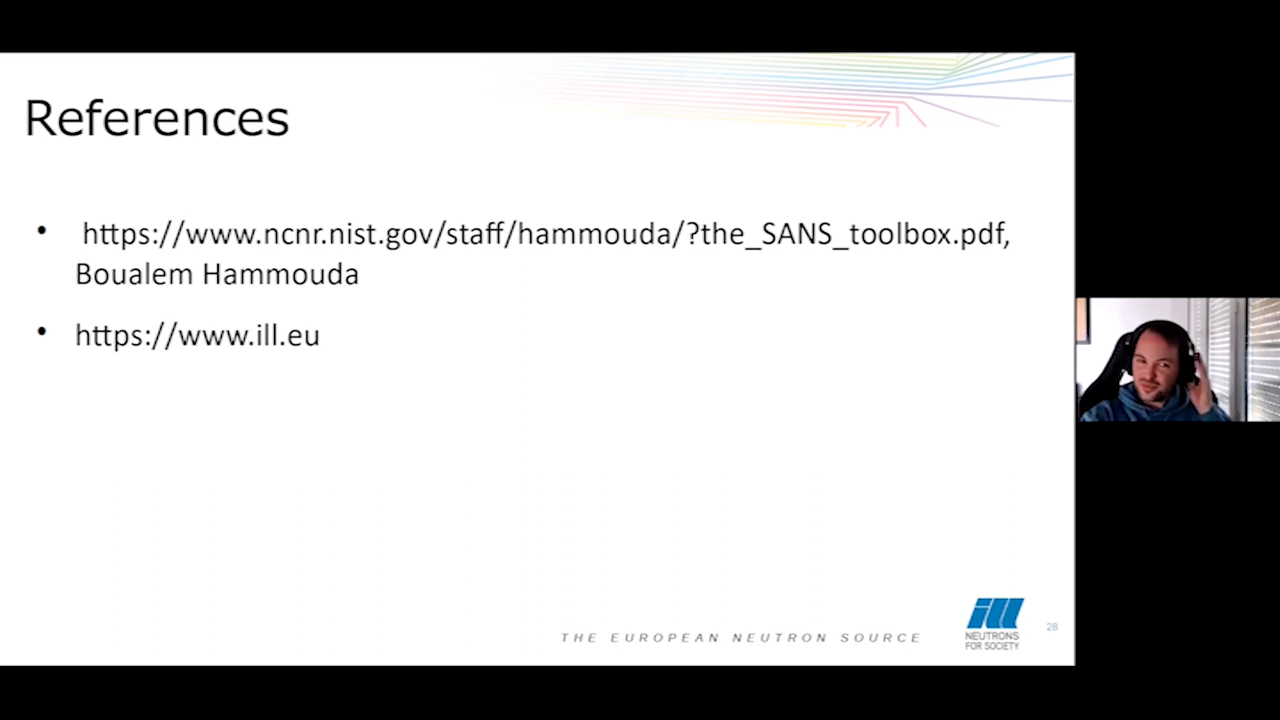 References
• https://www.ncnr.nist.gov/staff/hammouda/?the_SANS_toolbox.pdf,
Boualem Hammouda
• https://www.ill.eu
THE EUROPEAN NEUTRON SOURCE
ill
NEUTRONS
FOR SOCIETY
28